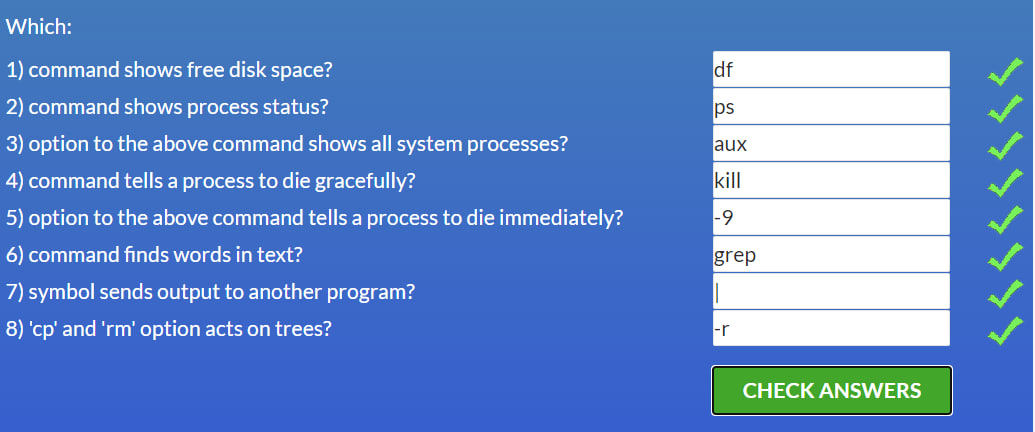 Which:
1) command shows free disk space? df
2) command shows process status? ps
3) option to the above command shows all system processes? aux
4) command tells a process to die gracefully? kill
5) option to the above command tells a process to die immediately? -9
6) command finds words in text? grep
7) symbol sends output to another program? |
8) 'cp' and 'rm' option acts on trees? -r
CHECK ANSWERS